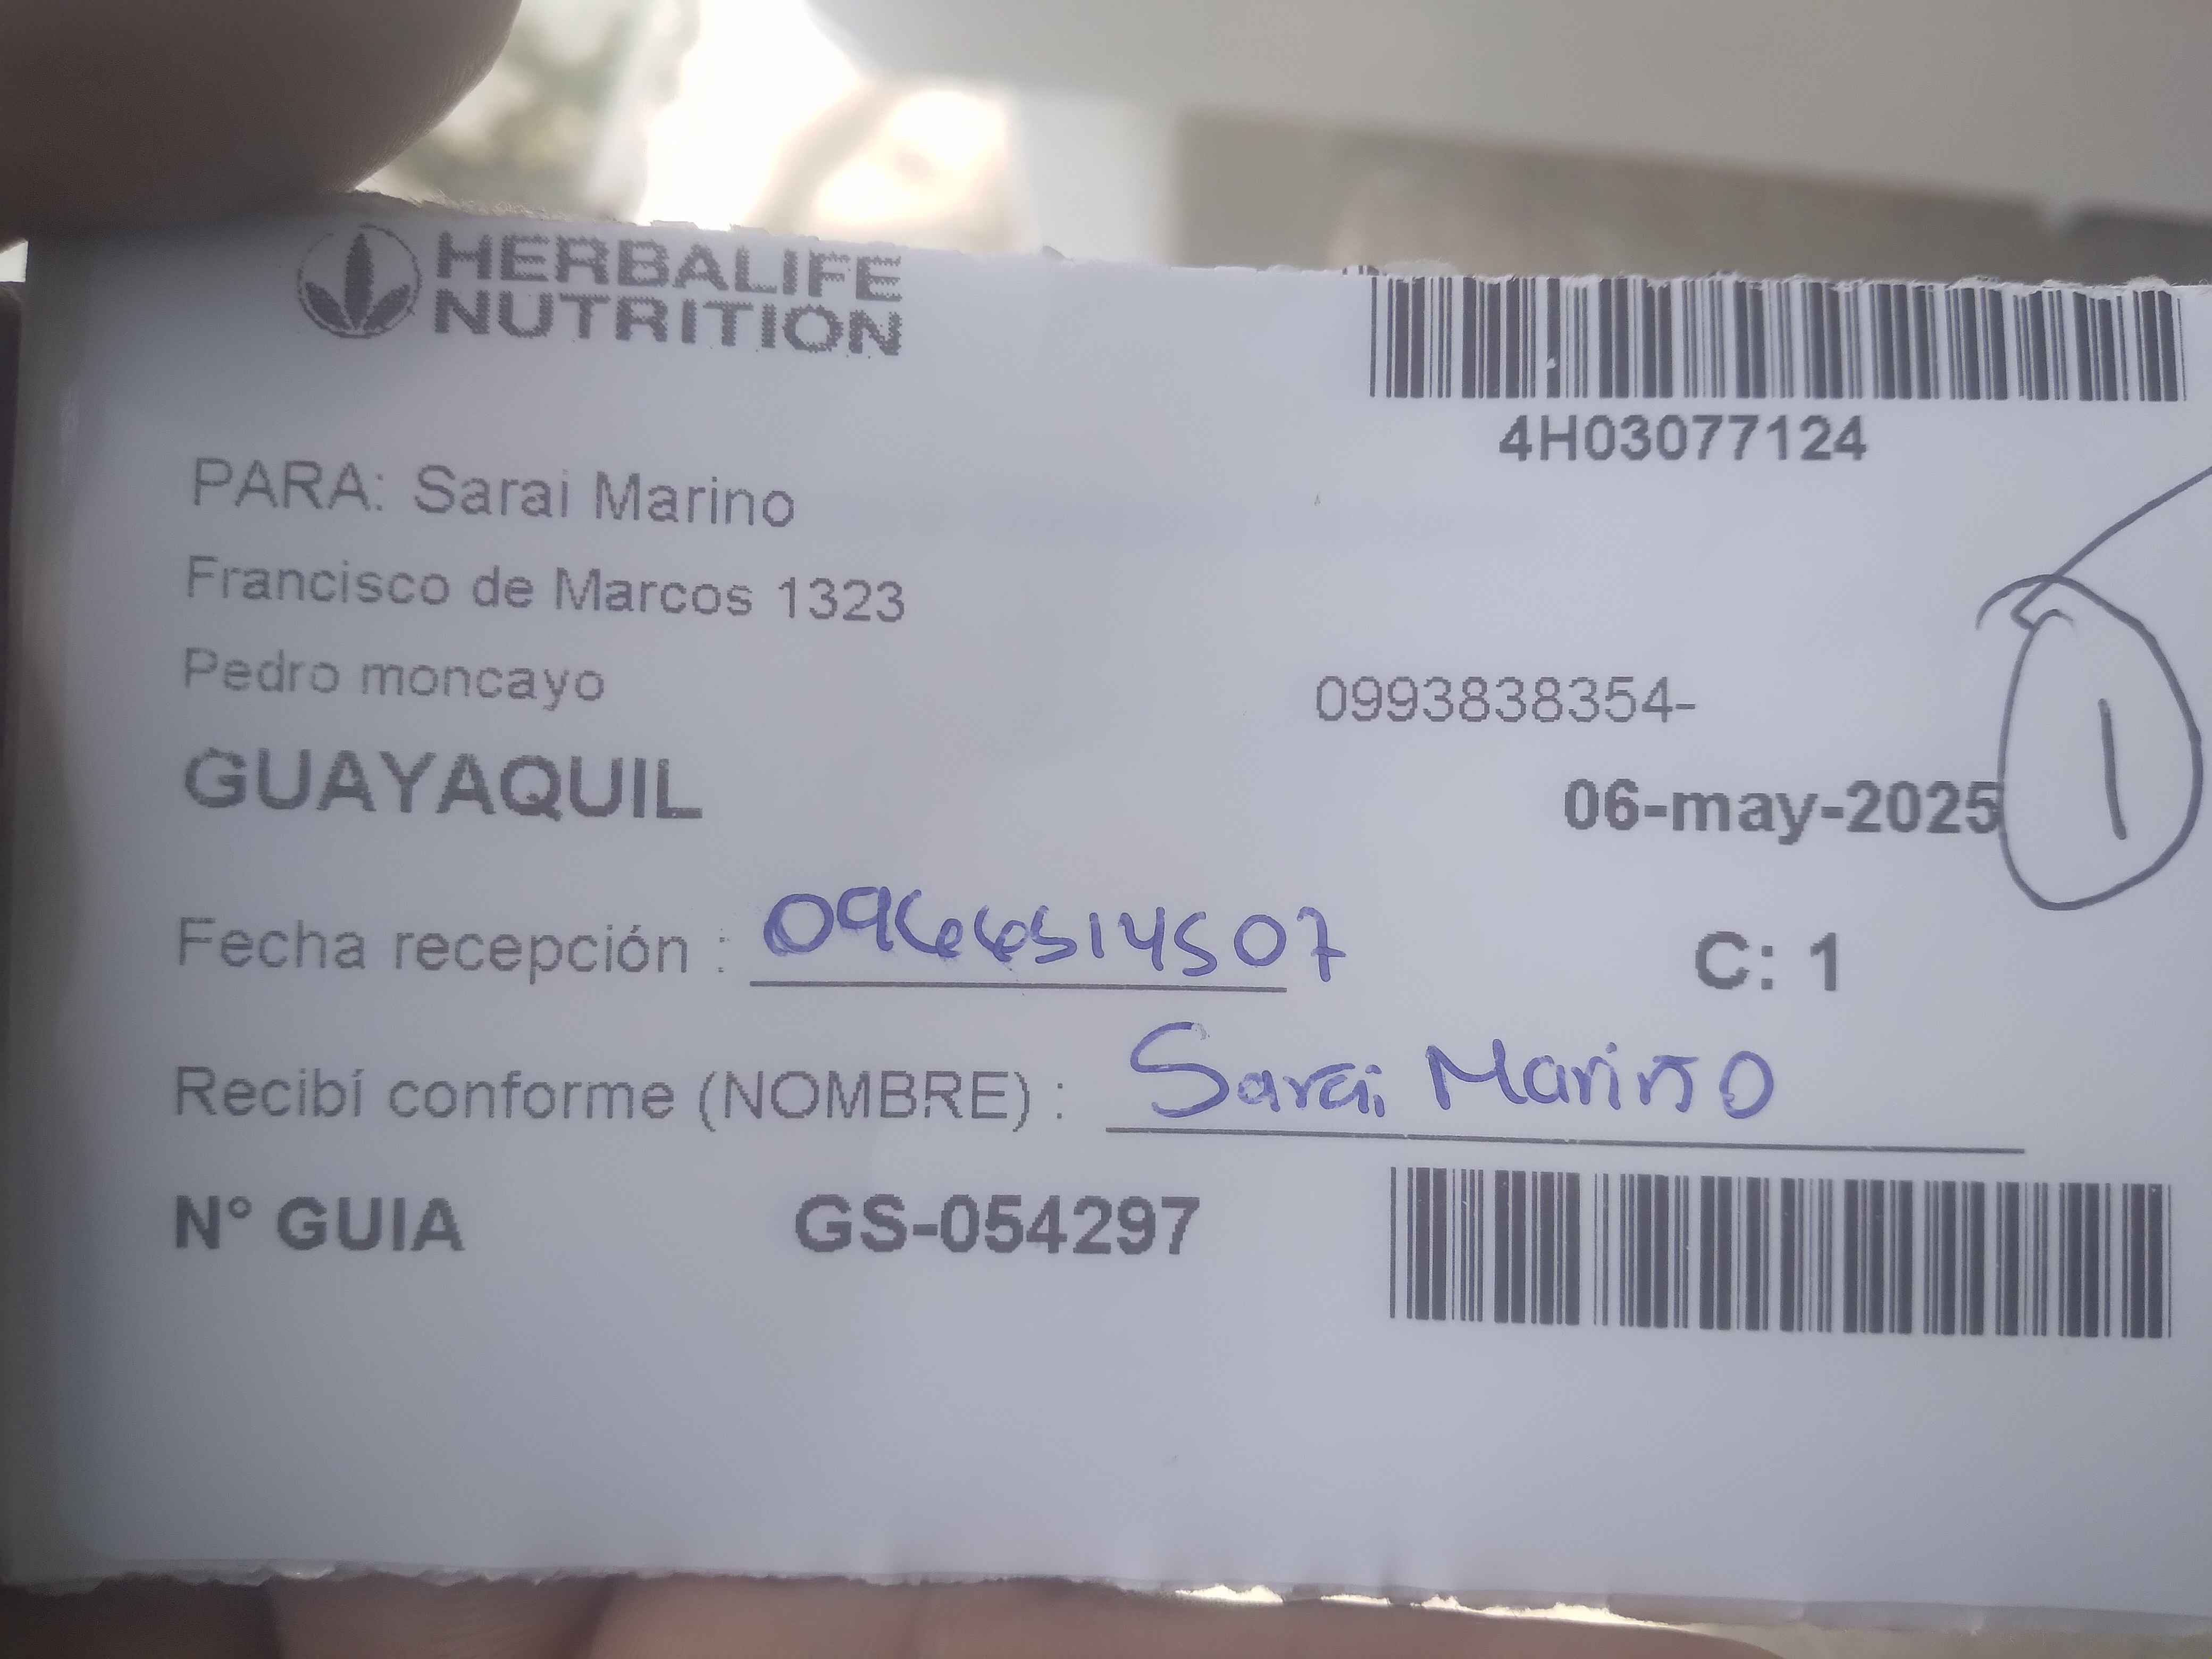 HERBALIFE
NUTRITION
4H03077124
PARA: Sarai Marino
Francisco de Marcos 1323
Pedro moncayo
0993838354-
GUAYAQUIL
06-may-2025
1
Fecha recepción : 0966514507
C: 1
Recibí conforme (NOMBRE) : Sarai Mariño
N° GUIA GS-054297